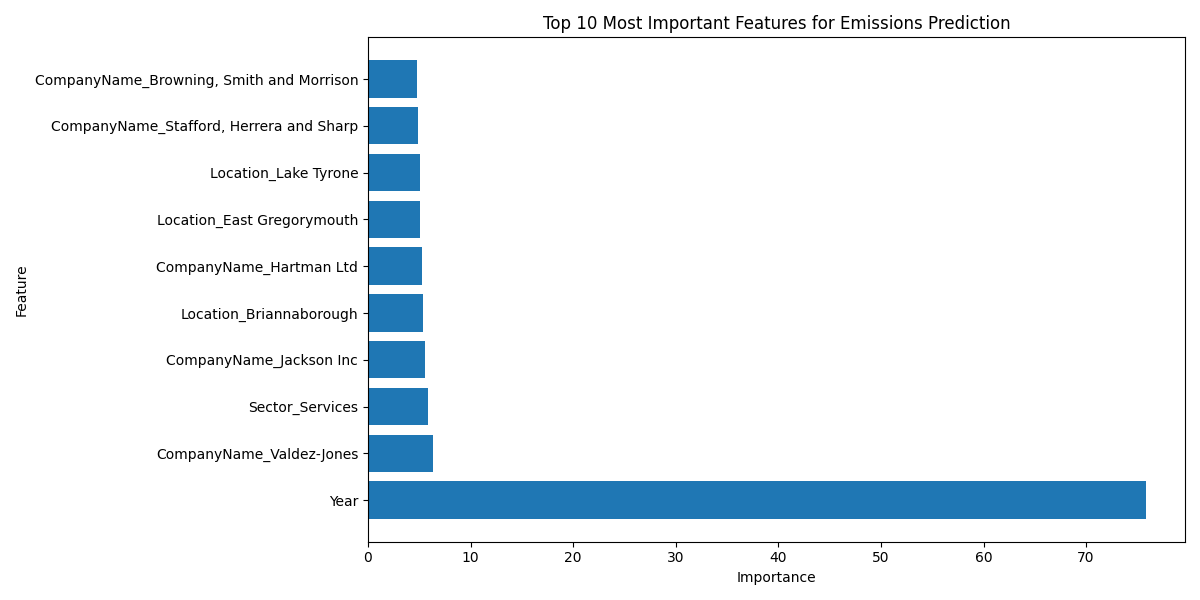 Top 10 Most Important Features for Emissions Prediction
CompanyName_Browning, Smith and Morrison
CompanyName_Stafford, Herrera and Sharp
Location_Lake Tyrone
Location_East Gregorymouth
CompanyName_Hartman Ltd
Location_Briannaborough
CompanyName_Jackson Inc
Sector_Services
CompanyName_Valdez-Jones
Year
Feature
0 10 20 30 40 50 60 70
Importance